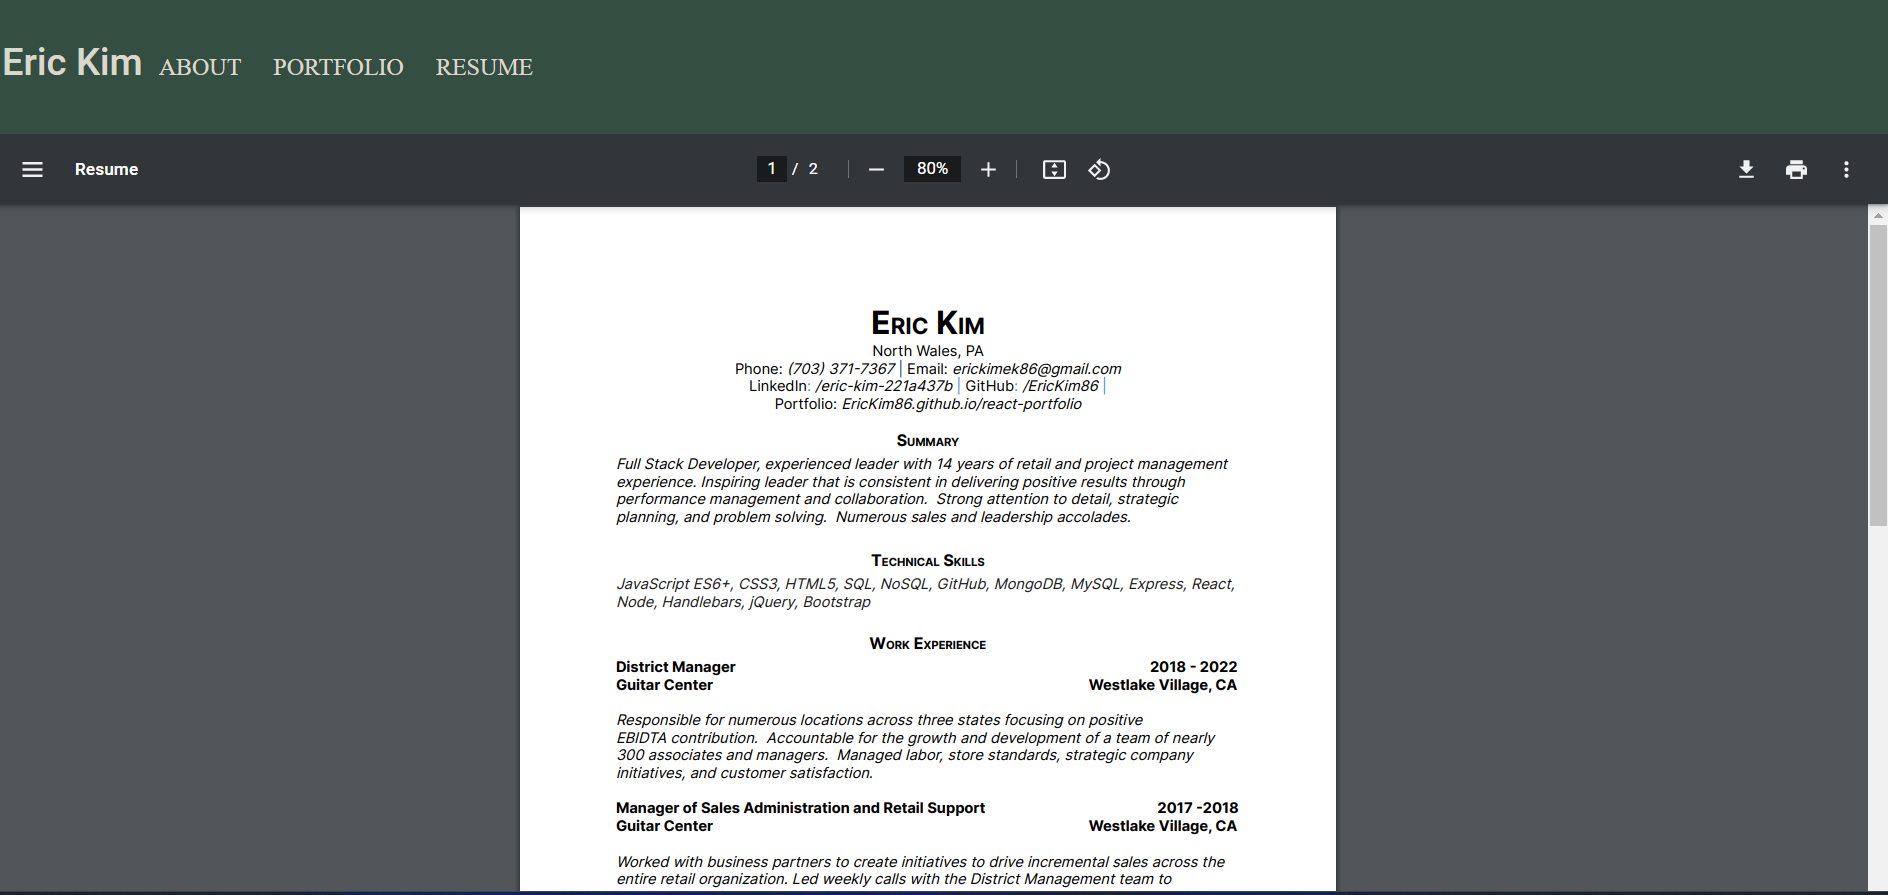 Eric Kim ABOUT PORTFOLIO RESUME
Resume 1 / 2 80%
Eric Kim
North Wales, PA
Phone: (703) 371-7367 | Email: erickimek86@gmail.com
LinkedIn: /eric-kim-221a437b | GitHub: /EricKim86 |
Portfolio: EricKim86.github.io/react-portfolio
Summary
Full Stack Developer, experienced leader with 14 years of retail and project management
experience. Inspiring leader that is consistent in delivering positive results through
performance management and collaboration.  Strong attention to detail, strategic
planning, and problem solving.  Numerous sales and leadership accolades.
Technical Skills
JavaScript ES6+, CSS3, HTML5, SQL, NoSQL, GitHub, MongoDB, MySQL, Express, React,
Node, Handlebars, jQuery, Bootstrap
Work Experience
District Manager 2018 - 2022
Guitar Center Westlake Village, CA
Responsible for numerous locations across three states focusing on positive
EBIDTA contribution.  Accountable for the growth and development of a team of nearly
300 associates and managers.  Managed labor, store standards, strategic company
initiatives, and customer satisfaction.
Manager of Sales Administration and Retail Support 2017 -2018
Guitar Center Westlake Village, CA
Worked with business partners to create initiatives to drive incremental sales across the
entire retail organization. Led weekly calls with the District Management team to